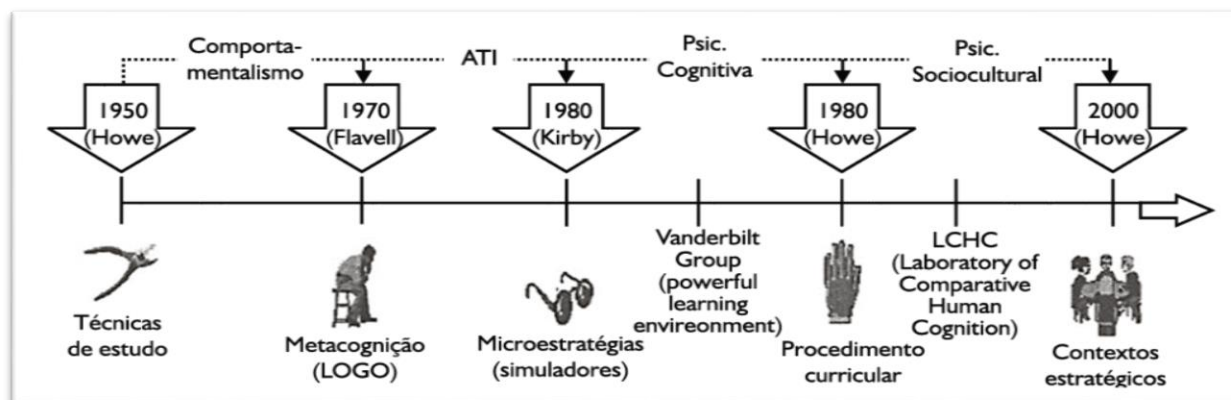 Comporta-
mentalismo
ATI
Psic.
Cognitiva
Psic.
Sociocultural
1950
(Howe)
1970
(Flavell)
1980
(Kirby)
1980
(Howe)
2000
(Howe)
Técnicas
de estudo
Metacognição
(LOGO)
Microestratégias
(simuladores)
Vanderbilt
Group
(powerful
learning
envireonment)
Procedimento
curricular
LCHC
(Laboratory of
Comparative
Human
Cognition)
Contextos
estratégicos